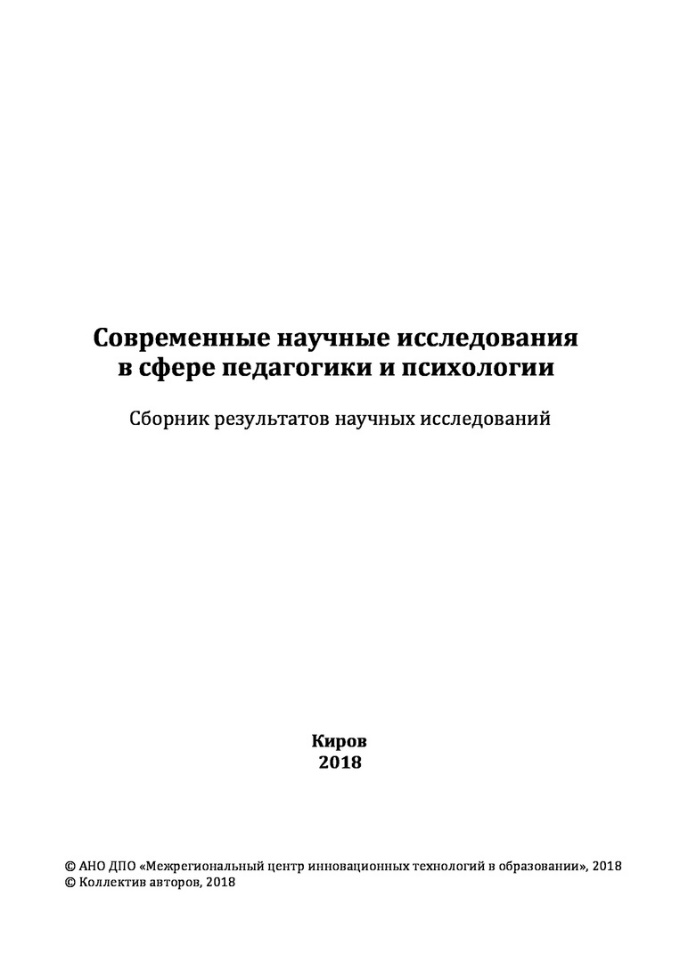 Современные научные исследования
в сфере педагогики и психологии
Сборник результатов научных исследований
Киров
2018
© АНО ДПО «Межрегиональный центр инновационных технологий в образовании», 2018
© Коллектив авторов, 2018